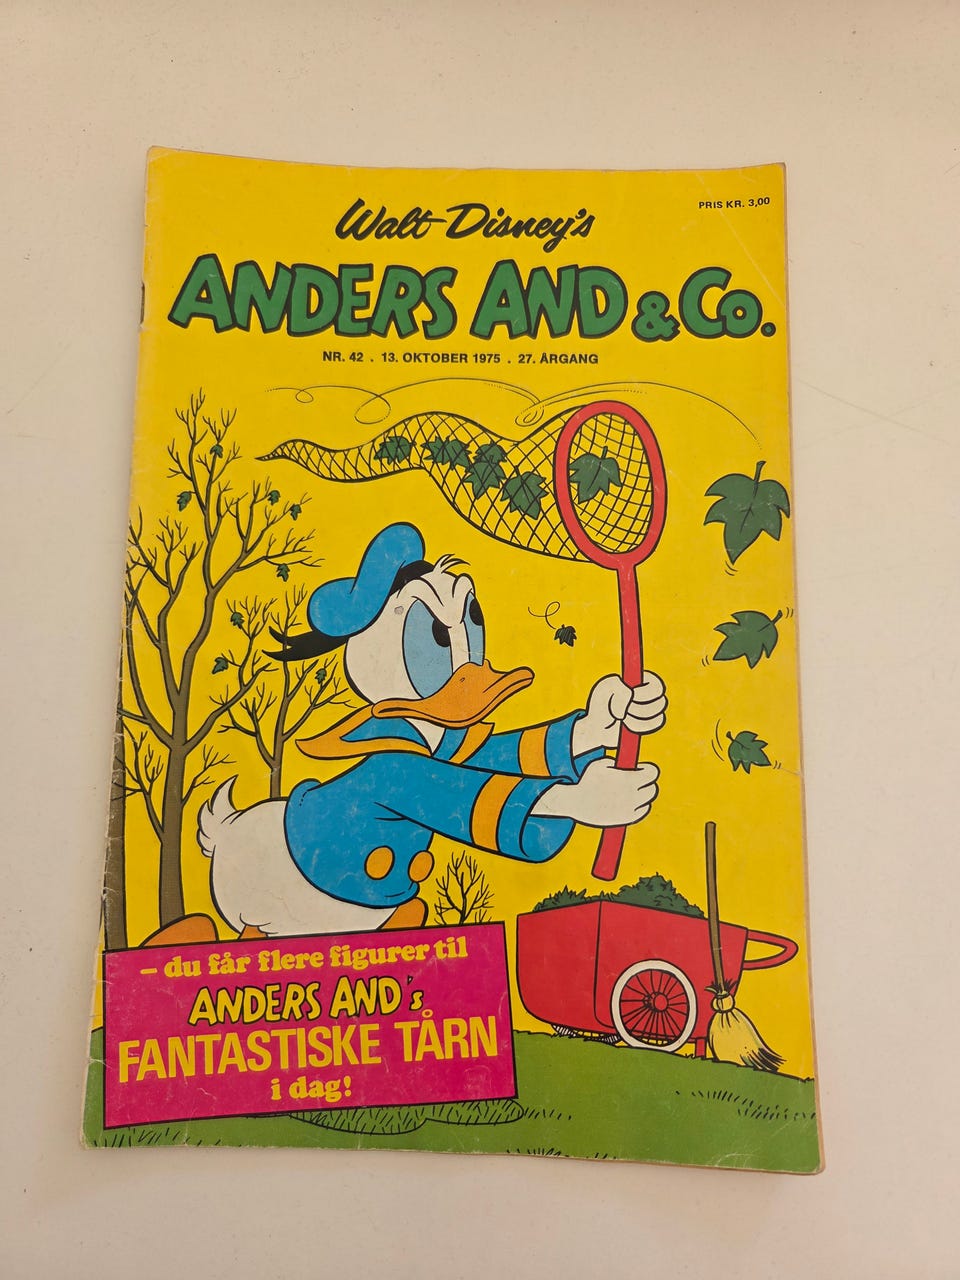 Walt Disney's
PRIS KR. 3,00
ANDERS AND & Co.
NR. 42 . 13. OKTOBER 1975 . 27. ÅRGANG
– du får flere figurer til
ANDERS AND's
FANTASTISKE TÅRN
i dag!